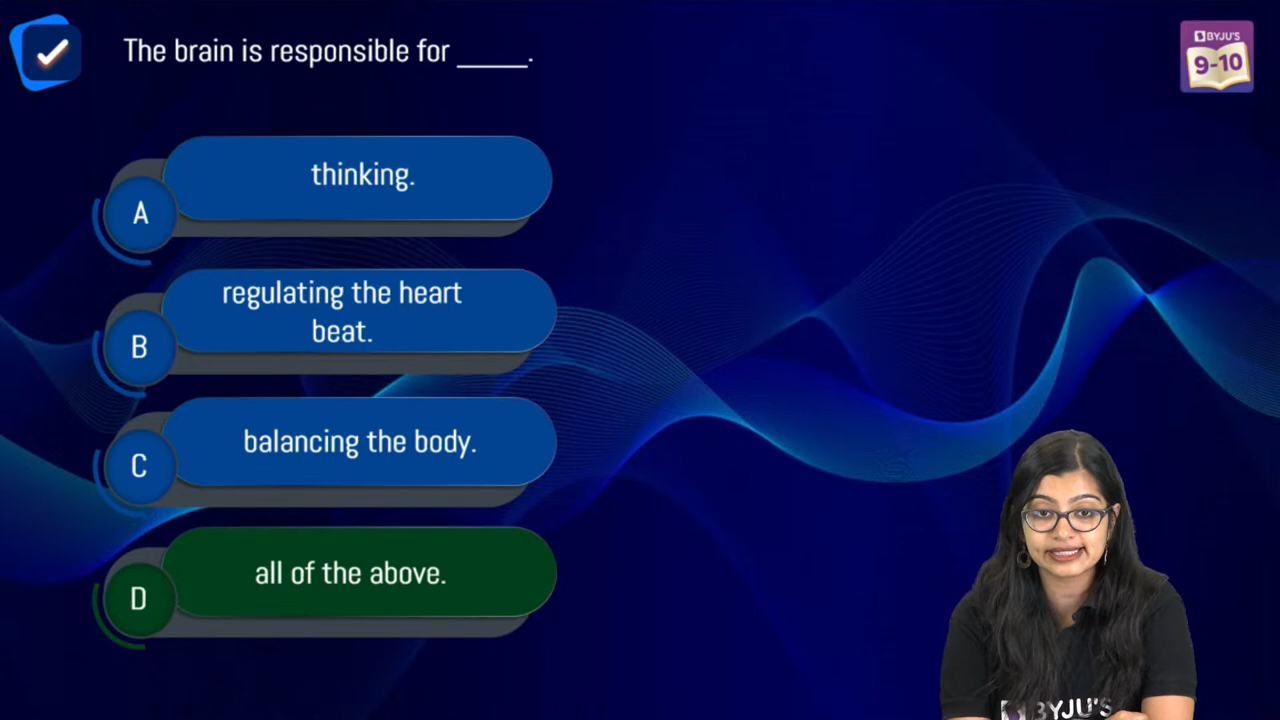 The brain is responsible for _____.
BYJU'S
9-10
A
thinking.
B
regulating the heart
beat.
C
balancing the body.
D
all of the above.
BYJU'S